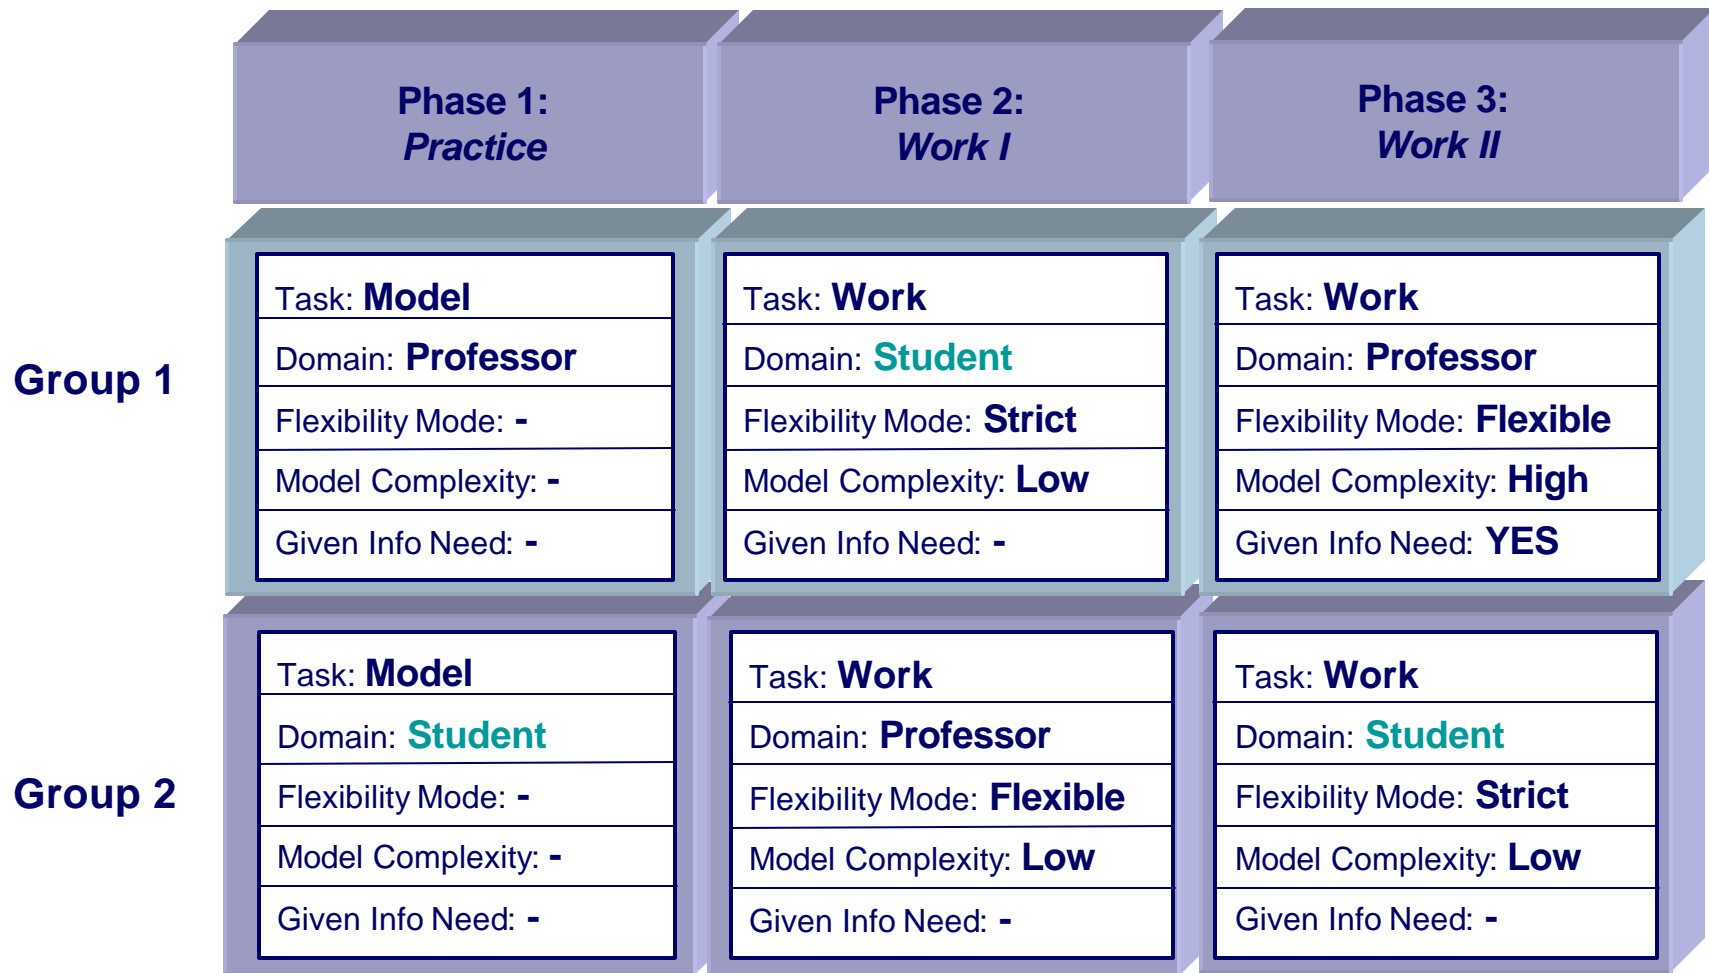 Phase 1:
Practice
Phase 2:
Work I
Phase 3:
Work II
Group 1
Task: Model
Domain: Professor
Flexibility Mode: -
Model Complexity: -
Given Info Need: -
Task: Work
Domain: Student
Flexibility Mode: Strict
Model Complexity: Low
Given Info Need: -
Task: Work
Domain: Professor
Flexibility Mode: Flexible
Model Complexity: High
Given Info Need: YES
Group 2
Task: Model
Domain: Student
Flexibility Mode: -
Model Complexity: -
Given Info Need: -
Task: Work
Domain: Professor
Flexibility Mode: Flexible
Model Complexity: Low
Given Info Need: -
Task: Work
Domain: Student
Flexibility Mode: Strict
Model Complexity: Low
Given Info Need: -